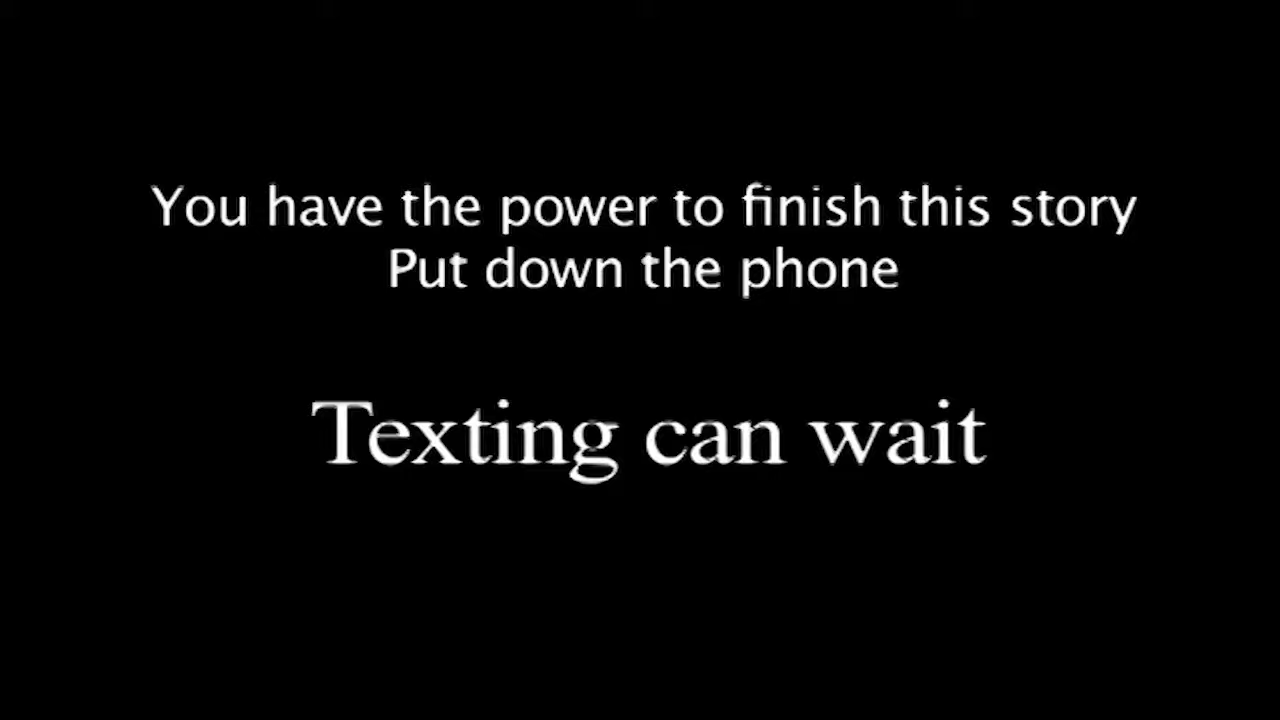 You have the power to finish this story
Put down the phone
Texting can wait